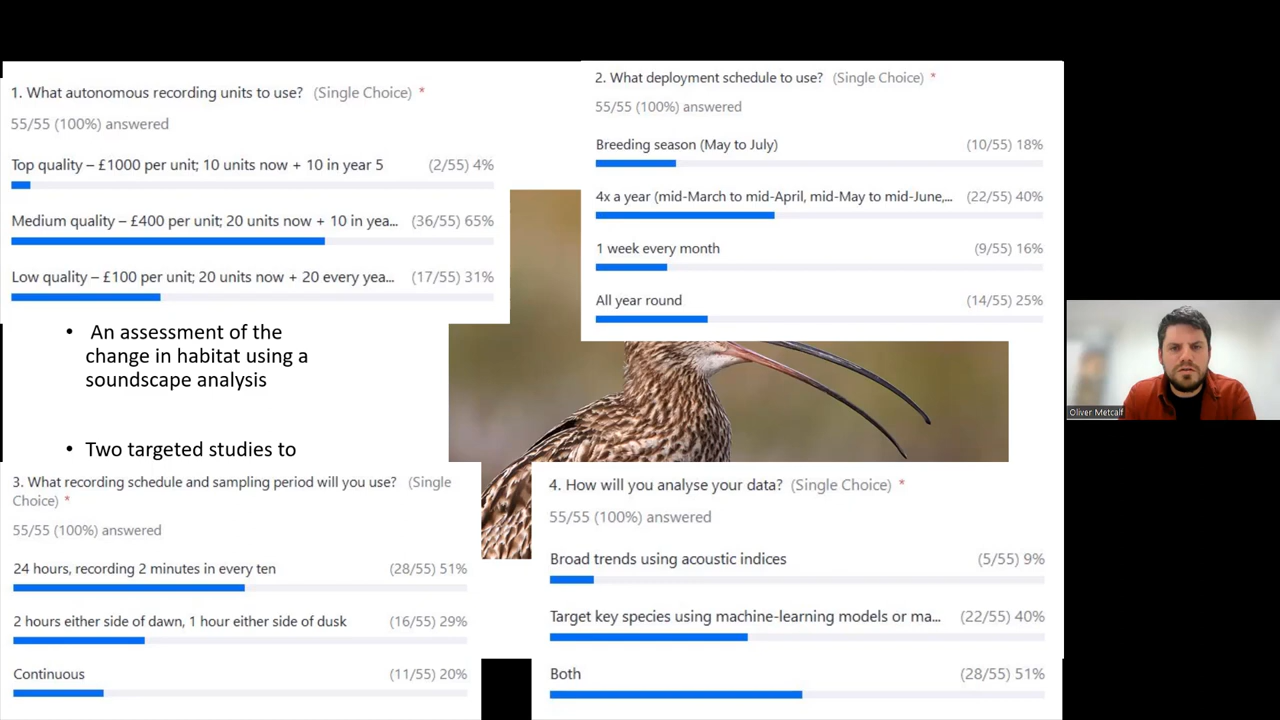 1. What autonomous recording units to use? (Single Choice) *
55/55 (100%) answered
Top quality – £1000 per unit; 10 units now + 10 in year 5 (2/55) 4%
Medium quality – £400 per unit; 20 units now + 10 in yea... (36/55) 65%
Low quality – £100 per unit; 20 units now + 20 every yea... (17/55) 31%
2. What deployment schedule to use? (Single Choice) *
55/55 (100%) answered
Breeding season (May to July) (10/55) 18%
4x a year (mid-March to mid-April, mid-May to mid-June,... (22/55) 40%
1 week every month (9/55) 16%
All year round (14/55) 25%
• An assessment of the
change in habitat using a
soundscape analysis
• Two targeted studies to
Oliver Metcalf
3. What recording schedule and sampling period will you use? (Single
Choice) *
55/55 (100%) answered
24 hours, recording 2 minutes in every ten (28/55) 51%
2 hours either side of dawn, 1 hour either side of dusk (16/55) 29%
Continuous (11/55) 20%
4. How will you analyse your data? (Single Choice) *
55/55 (100%) answered
Broad trends using acoustic indices (5/55) 9%
Target key species using machine-learning models or ma... (22/55) 40%
Both (28/55) 51%